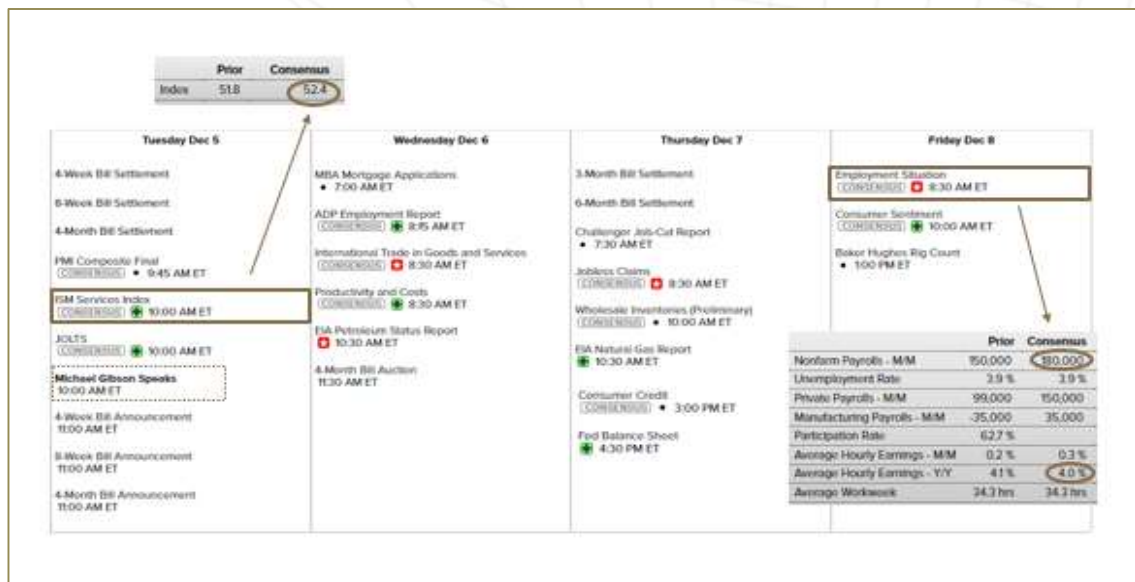 Prior Consensus
Index 51.8 52.4
Tuesday Dec 5
4-Week Bill Settlement
8-Week Bill Settlement
4-Month Bill Settlement
PMI Composite Final
CONSENSUS • 9:45 AM ET
ISM Services Index
CONSENSUS 10:00 AM ET
JOLTS
CONSENSUS 10:00 AM ET
Michael Gibson Speaks
10:00 AM ET
4-Week Bill Announcement
11:00 AM ET
8-Week Bill Announcement
11:00 AM ET
4-Month Bill Announcement
11:00 AM ET
Wednesday Dec 6
MBA Mortgage Applications
• 7:00 AM ET
ADP Employment Report
CONSENSUS 8:15 AM ET
International Trade in Goods and Services
CONSENSUS 8:30 AM ET
Productivity and Costs
CONSENSUS 8:30 AM ET
EIA Petroleum Status Report
10:30 AM ET
4-Month Bill Auction
11:30 AM ET
Thursday Dec 7
3-Month Bill Settlement
6-Month Bill Settlement
Challenger Job-Cut Report
• 7:30 AM ET
Jobless Claims
CONSENSUS 8:30 AM ET
Wholesale Inventories (Preliminary)
CONSENSUS • 10:00 AM ET
EIA Natural Gas Report
10:30 AM ET
Consumer Credit
CONSENSUS • 3:00 PM ET
Fed Balance Sheet
4:30 PM ET
Friday Dec 8
Employment Situation
CONSENSUS 8:30 AM ET
Consumer Sentiment
CONSENSUS 10:00 AM ET
Baker Hughes Rig Count
• 1:00 PM ET
Prior Consensus
Nonfarm Payrolls - M/M 150,000 180,000
Unemployment Rate 3.9 % 3.9 %
Private Payrolls - M/M 99,000 150,000
Manufacturing Payrolls - M/M -35,000 35,000
Participation Rate 62.7 %
Average Hourly Earnings - M/M 0.2 % 0.3 %
Average Hourly Earnings - Y/Y 4.1 % 4.0 %
Average Workweek 34.3 hrs 34.3 hrs